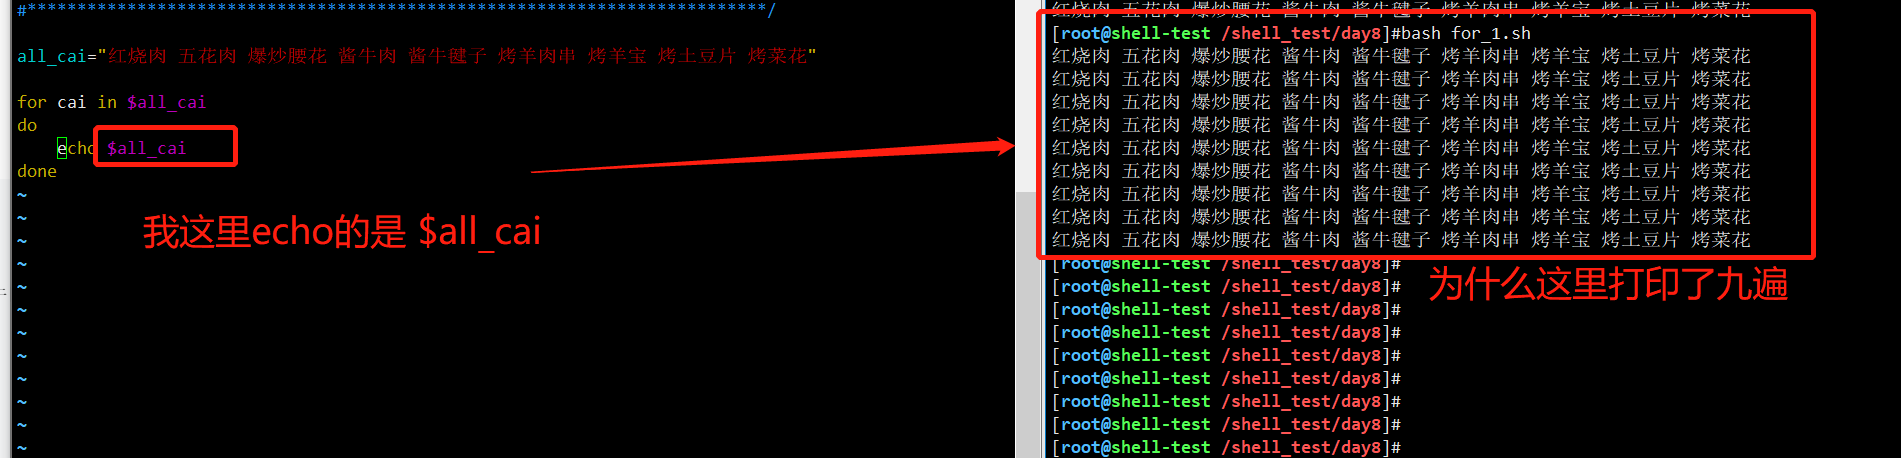 #***************************************************************************/
all_cai="红烧肉 五花肉 爆炒腰花 酱牛肉 酱牛毽子 烤羊肉串 烤羊宝 烤土豆片 烤菜花"
for cai in $all_cai
do
echo $all_cai
done
~
~
我这里echo的是 $all_cai
~
~
~
~
~
~
~
~
~
~
红烧肉 五花肉 爆炒腰花 酱牛肉 酱牛毽子 烤羊肉串 烤羊宝 烤土豆片 烤菜花
[root@shell-test /shell_test/day8]#bash for_1.sh
红烧肉 五花肉 爆炒腰花 酱牛肉 酱牛毽子 烤羊肉串 烤羊宝 烤土豆片 烤菜花
红烧肉 五花肉 爆炒腰花 酱牛肉 酱牛毽子 烤羊肉串 烤羊宝 烤土豆片 烤菜花
红烧肉 五花肉 爆炒腰花 酱牛肉 酱牛毽子 烤羊肉串 烤羊宝 烤土豆片 烤菜花
红烧肉 五花肉 爆炒腰花 酱牛肉 酱牛毽子 烤羊肉串 烤羊宝 烤土豆片 烤菜花
红烧肉 五花肉 爆炒腰花 酱牛肉 酱牛毽子 烤羊肉串 烤羊宝 烤土豆片 烤菜花
红烧肉 五花肉 爆炒腰花 酱牛肉 酱牛毽子 烤羊肉串 烤羊宝 烤土豆片 烤菜花
红烧肉 五花肉 爆炒腰花 酱牛肉 酱牛毽子 烤羊肉串 烤羊宝 烤土豆片 烤菜花
红烧肉 五花肉 爆炒腰花 酱牛肉 酱牛毽子 烤羊肉串 烤羊宝 烤土豆片 烤菜花
红烧肉 五花肉 爆炒腰花 酱牛肉 酱牛毽子 烤羊肉串 烤羊宝 烤土豆片 烤菜花
[root@shell-test /shell_test/day8]#
为什么这里打印了九遍
[root@shell-test /shell_test/day8]#
[root@shell-test /shell_test/day8]#
[root@shell-test /shell_test/day8]#
[root@shell-test /shell_test/day8]#
[root@shell-test /shell_test/day8]#
[root@shell-test /shell_test/day8]#
[root@shell-test /shell_test/day8]#
[root@shell-test /shell_test/day8]#